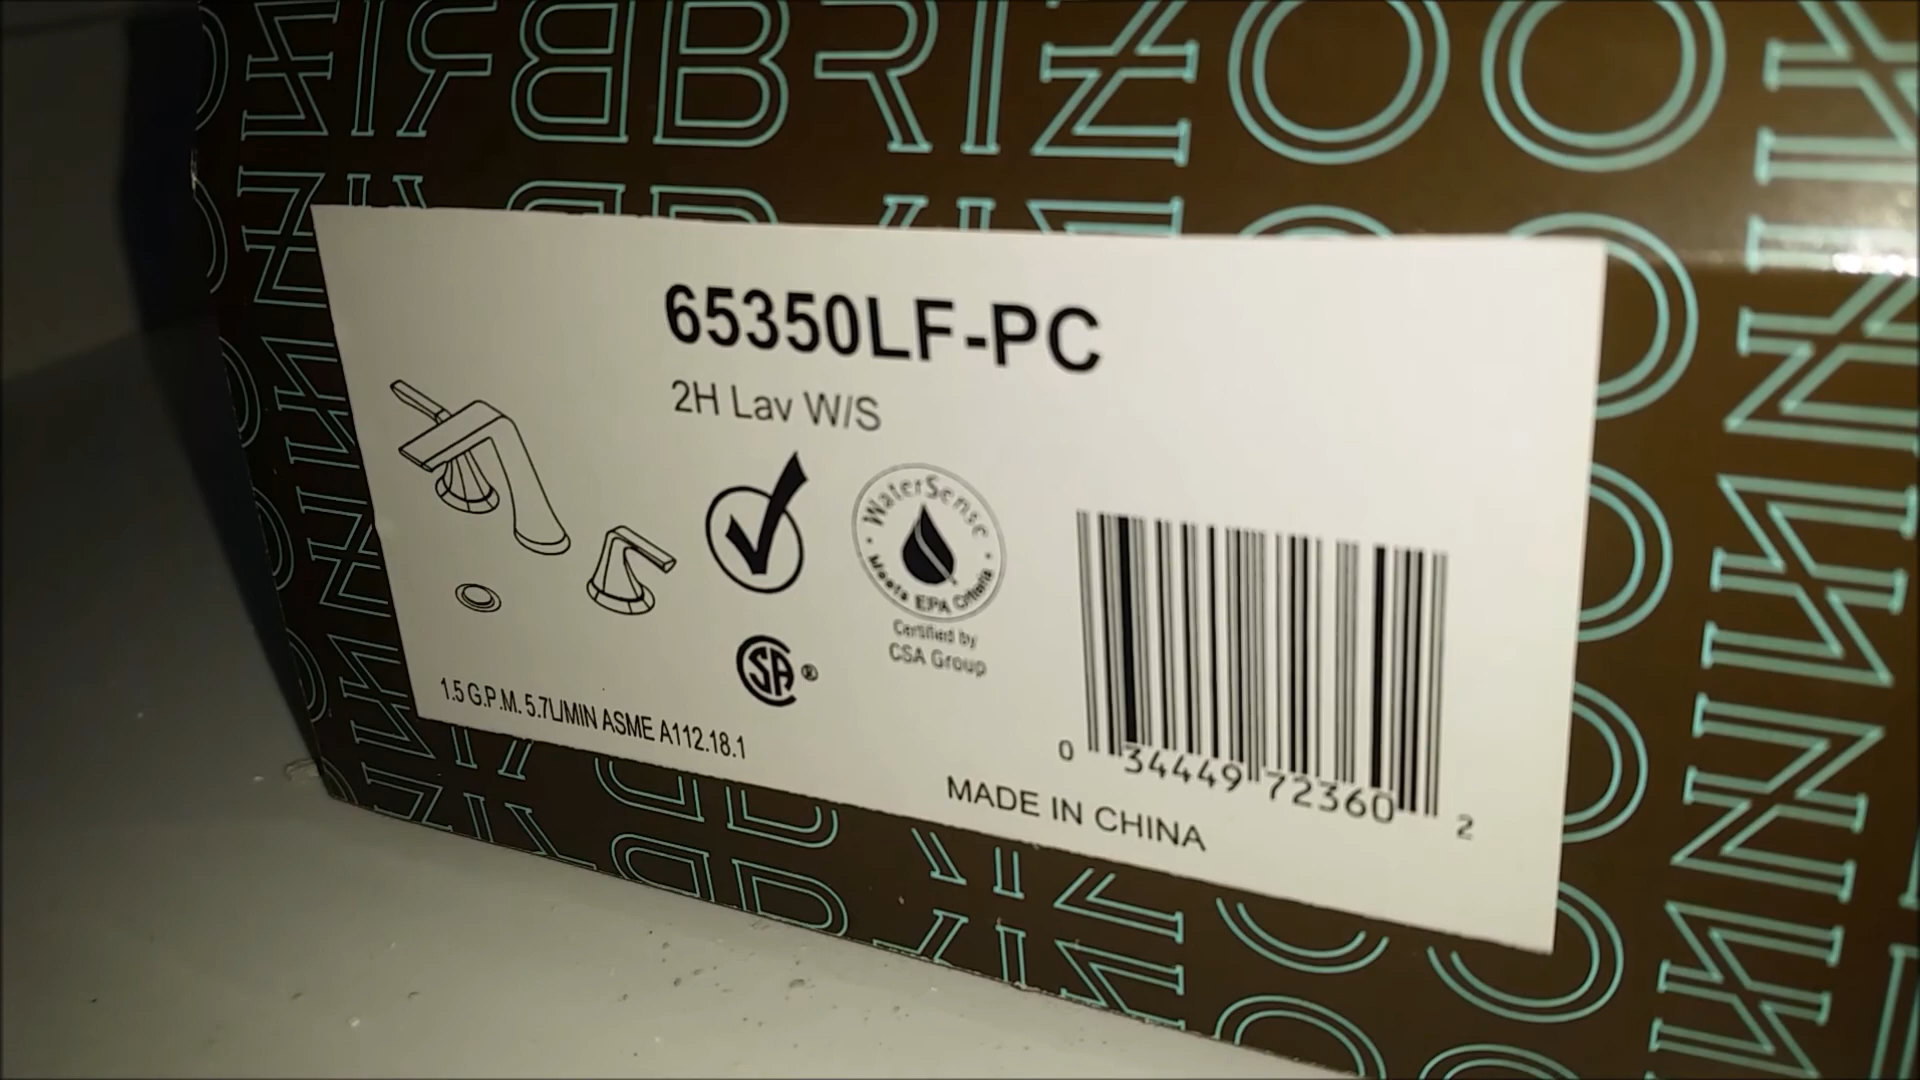 BRIZO
65350LF-PC
2H Lav W/S
WaterSense
Meets EPA Criteria
Certified by
CSA Group
CSA®
1.5 G.P.M. 5.7L/MIN ASME A112.18.1
0 34449 72360 2
MADE IN CHINA